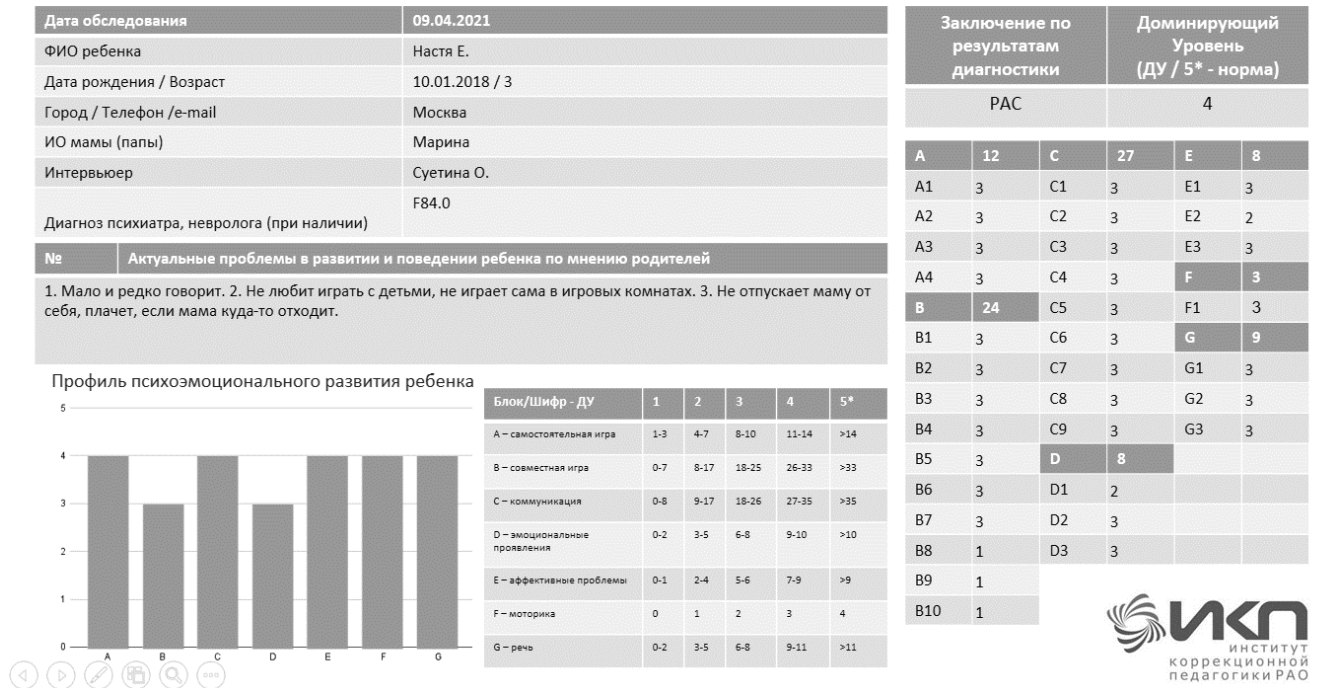 Дата обследования 09.04.2021
ФИО ребенка Настя Е.
Дата рождения / Возраст 10.01.2018 / 3
Город / Телефон /e-mail Москва
ИО мамы (папы) Марина
Интервьюер Суетина О.
Диагноз психиатра, невролога (при наличии) F84.0
№ Актуальные проблемы в развитии и поведении ребенка по мнению родителей
1. Мало и редко говорит. 2. Не любит играть с детьми, не играет сама в игровых комнатах. 3. Не отпускает маму от
себя, плачет, если мама куда-то отходит.
Профиль психоэмоционального развития ребенка
5
4
3
2
1
0
A B C D E F G
Блок/Шифр - ДУ 1 2 3 4 5*
A – самостоятельная игра 1-3 4-7 8-10 11-14 >14
B – совместная игра 0-7 8-17 18-25 26-33 >33
C – коммуникация 0-8 9-17 18-26 27-35 >35
D – эмоциональные
проявления 0-2 3-5 6-8 9-10 >10
E – аффективные проблемы 0-1 2-4 5-6 7-9 >9
F – моторика 0 1 2 3 4
G – речь 0-2 3-5 6-8 9-11 >11
Заключение по
результатам
диагностики
Доминирующий
Уровень
(ДУ / 5* - норма)
РАС 4
A 12 C 27 E 8
A1 3 C1 3 E1 3
A2 3 C2 3 E2 2
A3 3 C3 3 E3 3
A4 3 C4 3 F 3
B 24 C5 3 F1 3
B1 3 C6 3 G 9
B2 3 C7 3 G1 3
B3 3 C8 3 G2 3
B4 3 C9 3 G3 3
B5 3 D 8
B6 3 D1 2
B7 3 D2 3
B8 1 D3 3
B9 1
B10 1
ИКП
ИНСТИТУТ
КОРРЕКЦИОННОЙ
ПЕДАГОГИКИ РАО